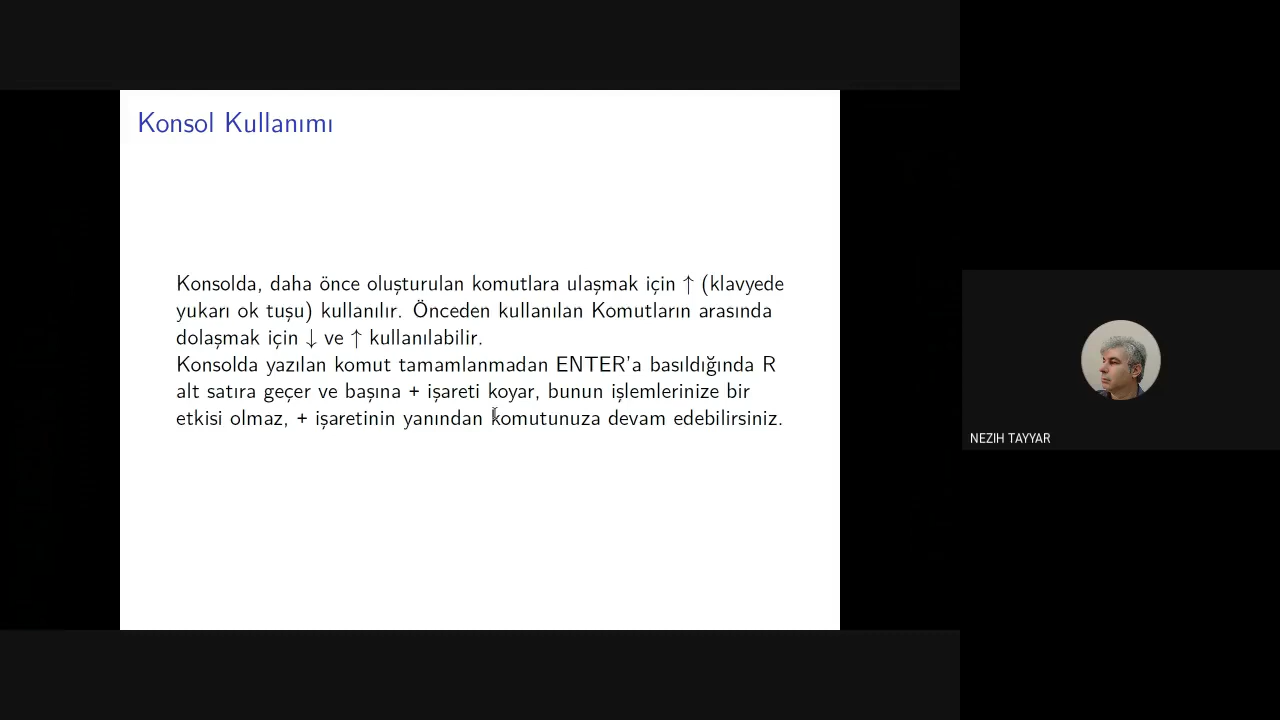 Konsol Kullanımı
Konsolda, daha önce oluşturulan komutlara ulaşmak için ↑ (klavyede
yukarı ok tuşu) kullanılır. Önceden kullanılan Komutların arasında
dolaşmak için ↓ ve ↑ kullanılabilir.
Konsolda yazılan komut tamamlanmadan ENTER'a basıldığında R
alt satıra geçer ve başına + işareti koyar, bunun işlemlerinize bir
etkisi olmaz, + işaretinin yanından komutunuza devam edebilirsiniz.
NEZIH TAYYAR